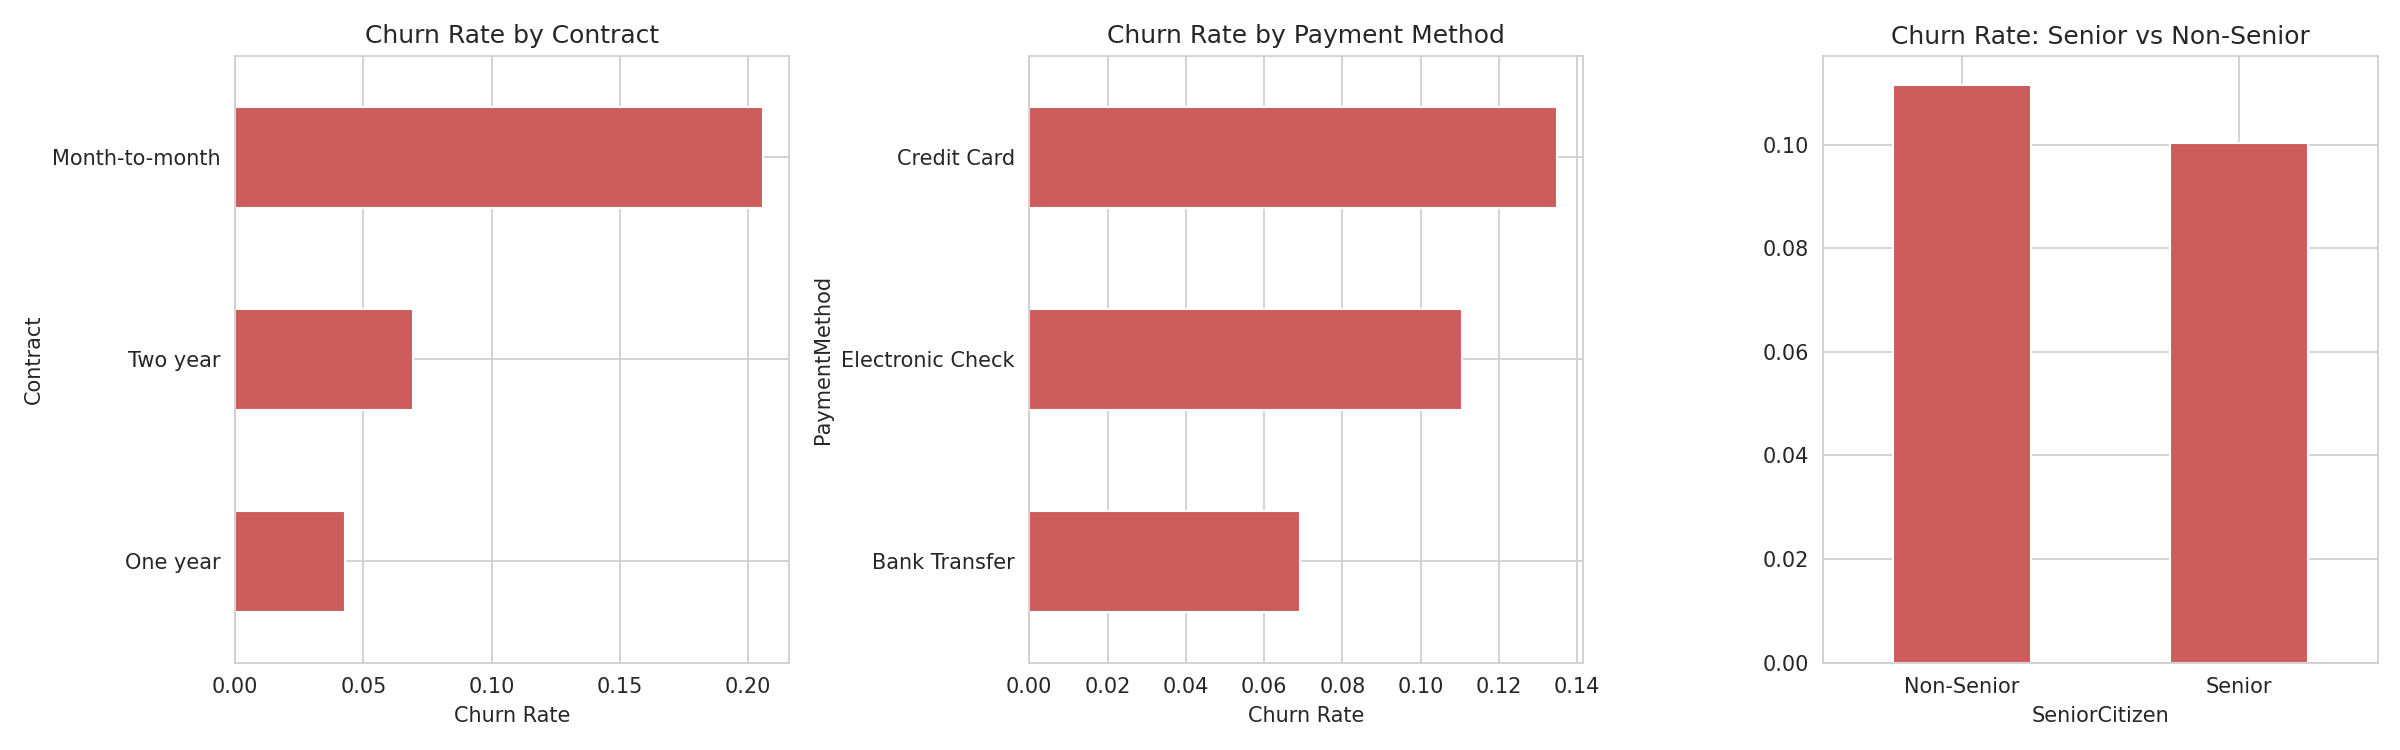 Churn Rate by Contract
Contract
Month-to-month
Two year
One year
0.00 0.05 0.10 0.15 0.20
Churn Rate
Churn Rate by Payment Method
PaymentMethod
Credit Card
Electronic Check
Bank Transfer
0.00 0.02 0.04 0.06 0.08 0.10 0.12 0.14
Churn Rate
Churn Rate: Senior vs Non-Senior
0.10
0.08
0.06
0.04
0.02
0.00
Non-Senior Senior
SeniorCitizen